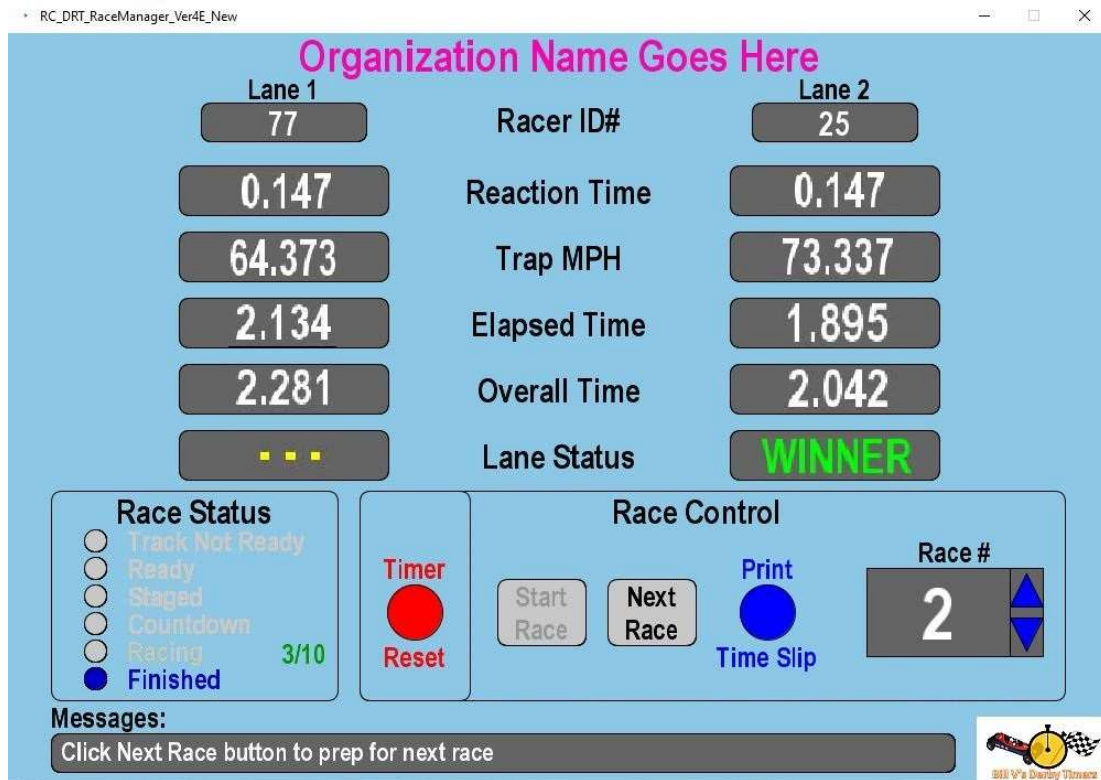 RC_DRT_RaceManager_Ver4E_New
Organization Name Goes Here
Lane 1
Lane 2
77
Racer ID#
25
0.147
Reaction Time
0.147
64.373
Trap MPH
73.337
2.134
Elapsed Time
1.895
2.281
Overall Time
2.042
- - -
Lane Status
WINNER
Race Status
Track Not Ready
Ready
Staged
Countdown
Racing
3/10
Finished
Timer
Reset
Race Control
Start
Race
Next
Race
Print
Time Slip
Race #
2
Messages:
Click Next Race button to prep for next race
Bill V's Derby Timers